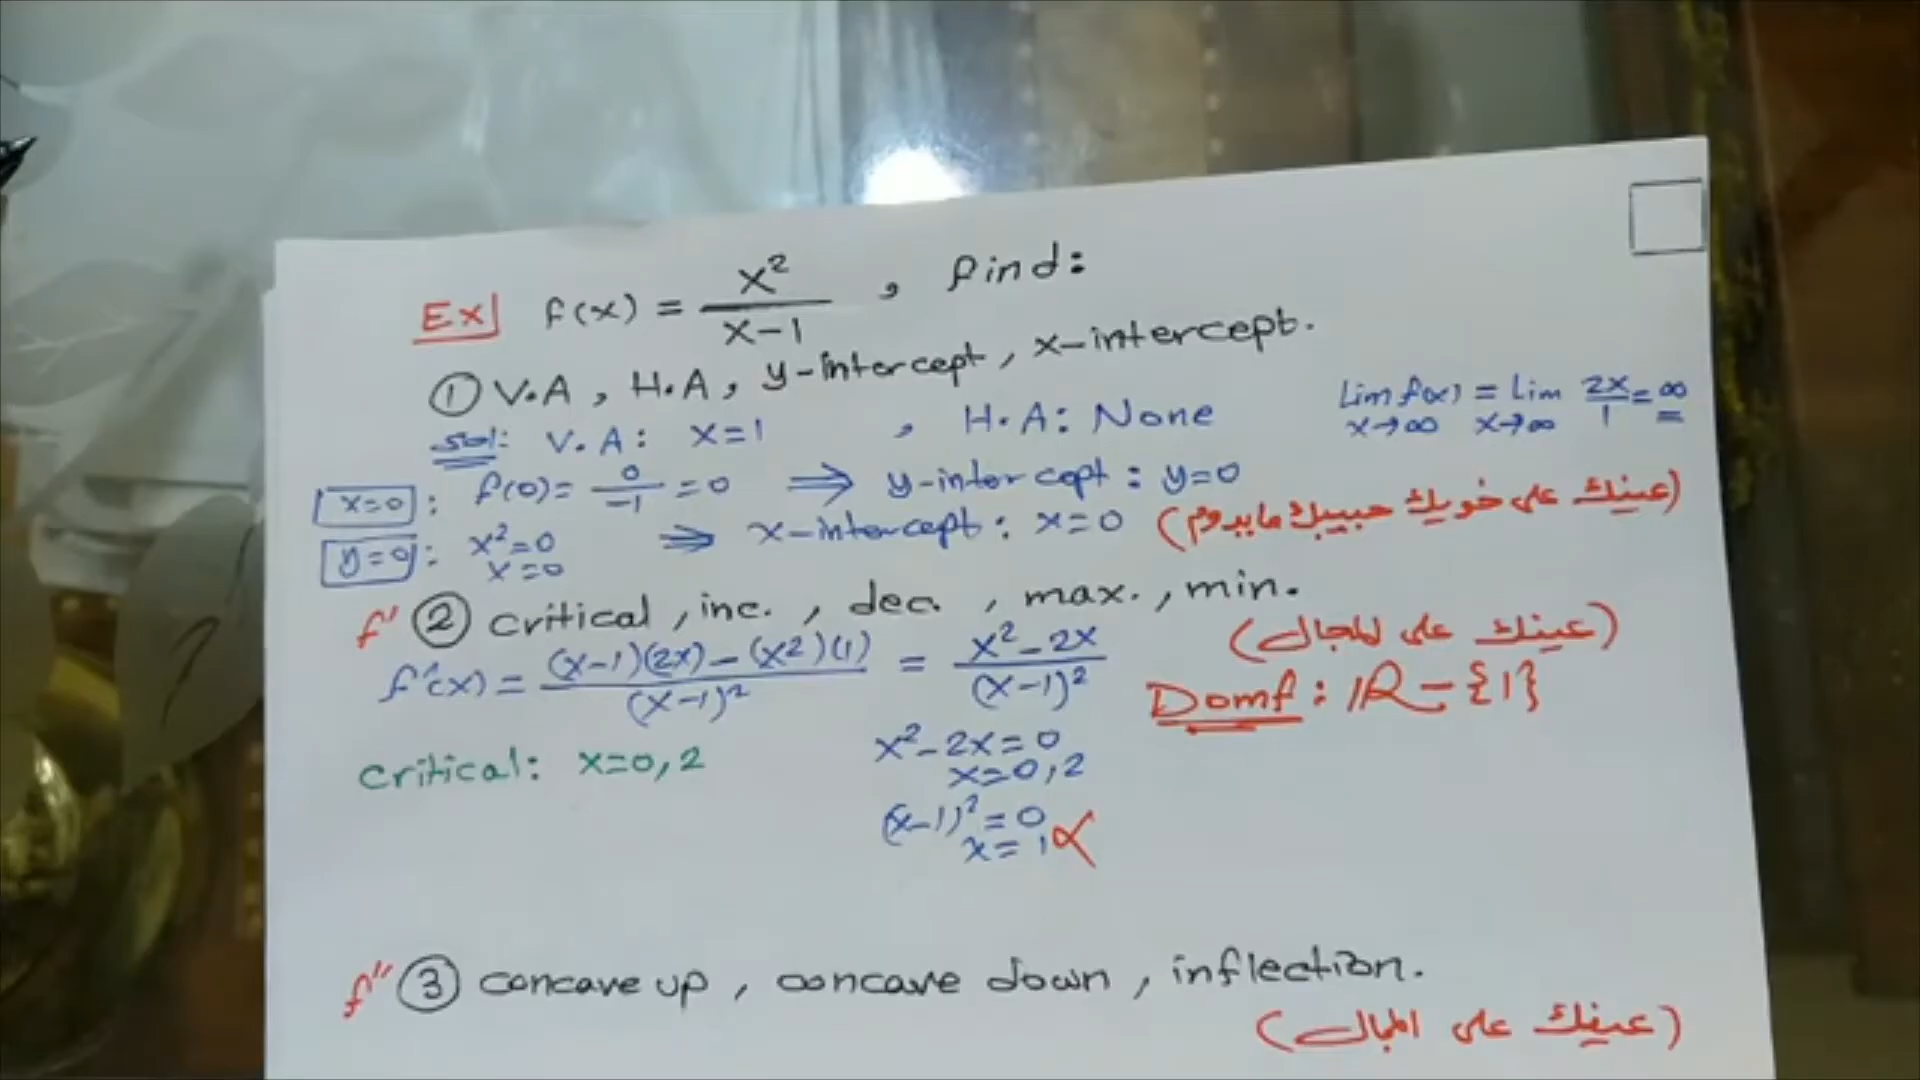 Ex] f(x) = x²/(x-1) , find:
① V.A , H.A , y-intercept , x-intercept.
Sol: V.A: x=1 , H.A: None
Lim f(x) = Lim 2x/1 = ∞
x→∞ x→∞
x=0 : f(0) = 0/-1 = 0 ⇒ y-intercept : y=0
y=0 : x²=0 ⇒ x-intercept : x=0 (عينك على خويك حبيبك مايدوم)
x=0
f' ② critical , inc. , dec. , max. , min.
(عينك على المجال)
f'(x) = (x-1)(2x)-(x²)(1)/(x-1)² = x²-2x/(x-1)²
Domf : ℝ-{1}
critical: x=0,2
x²-2x=0
x=0,2
(x-1)²=0
x=1 ✗
f'' ③ concave up , concave down , inflection.
(عينك على المجال)